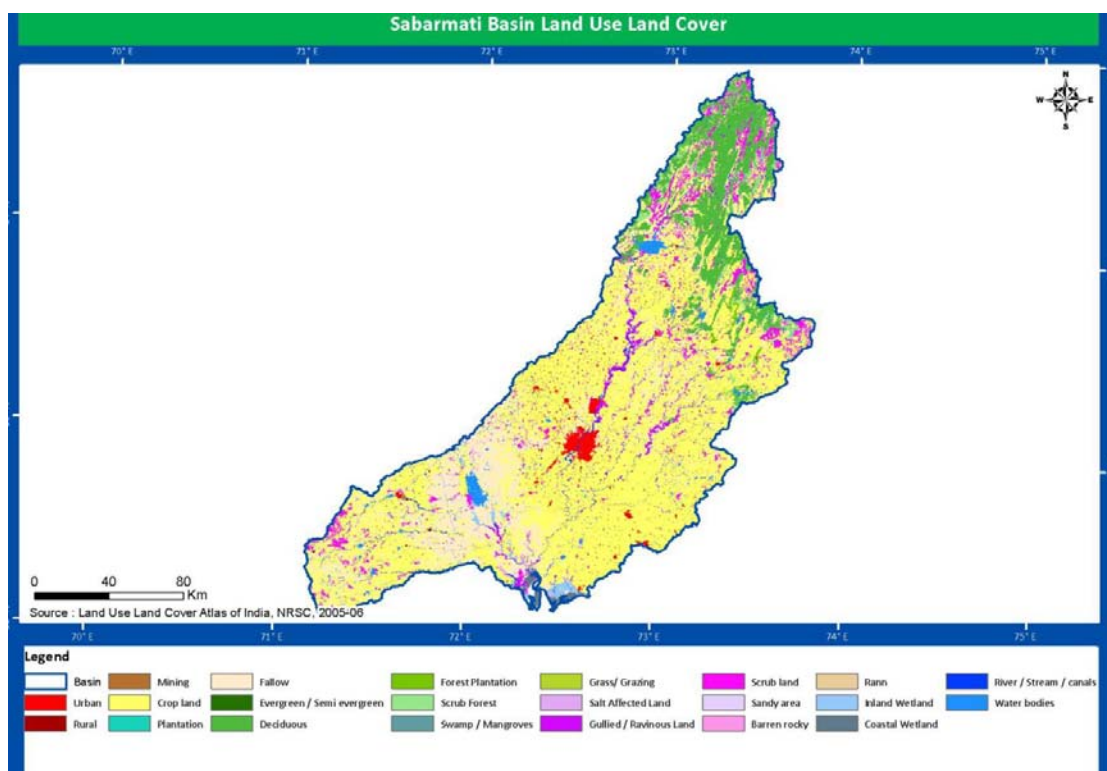 Sabarmati Basin Land Use Land Cover
70° E 71° E 72° E 73° E 74° E 75° E
N
W E
S
0 40 80
Km
Source : Land Use Land Cover Atlas of India, NRSC, 2005-06
70° E 71° E 72° E 73° E 74° E 75° E
Legend
Basin Mining Fallow Forest Plantation Grass/ Grazing Scrub land Rann River / Stream / canals
Urban Crop land Evergreen / Semi evergreen Scrub Forest Salt Affected Land Sandy area Inland Wetland Water bodies
Rural Plantation Deciduous Swamp / Mangroves Gullied / Ravinous Land Barren rocky Coastal Wetland